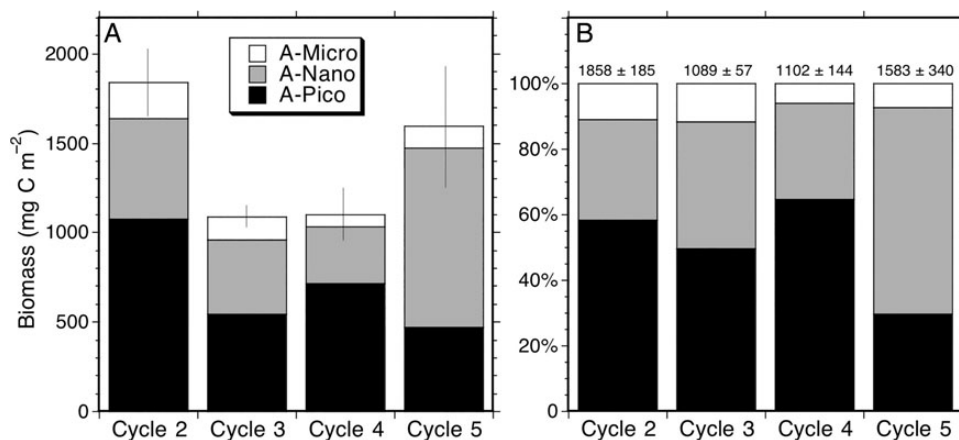 A
A-Micro
A-Nano
A-Pico
2000
1500
1000
500
0
Biomass (mg C m⁻²)
Cycle 2 Cycle 3 Cycle 4 Cycle 5
B
1858 ± 185 1089 ± 57 1102 ± 144 1583 ± 340
100%
80%
60%
40%
20%
0
Cycle 2 Cycle 3 Cycle 4 Cycle 5